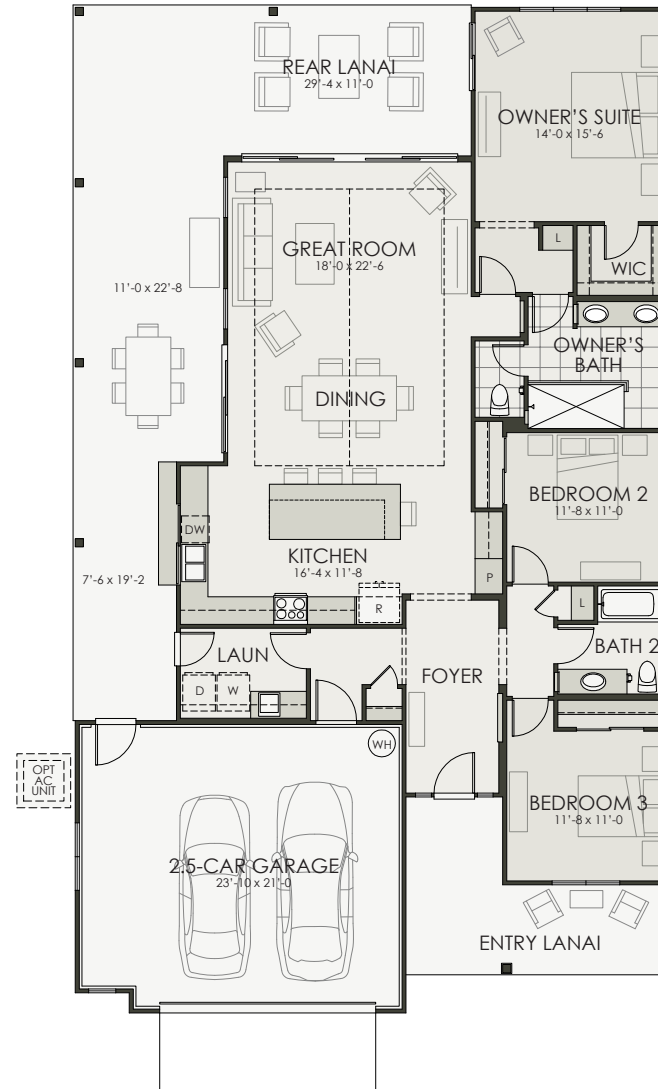 REAR LANAI
29'-4 x 11'-0
OWNER'S SUITE
14'-0 x 15'-6
GREAT ROOM
18'-0 x 22'-6
L
WIC
11'-0 x 22'-8
OWNER'S
BATH
DINING
BEDROOM 2
11'-8 x 11'-0
DW
KITCHEN
16'-4 x 11'-8
P
7'-6 x 19'-2
R
L
LAUN
FOYER
BATH 2
D
W
WH
OPT
AC
UNIT
BEDROOM 3
11'-8 x 11'-0
2.5-CAR GARAGE
23'-10 x 21'-0
ENTRY LANAI